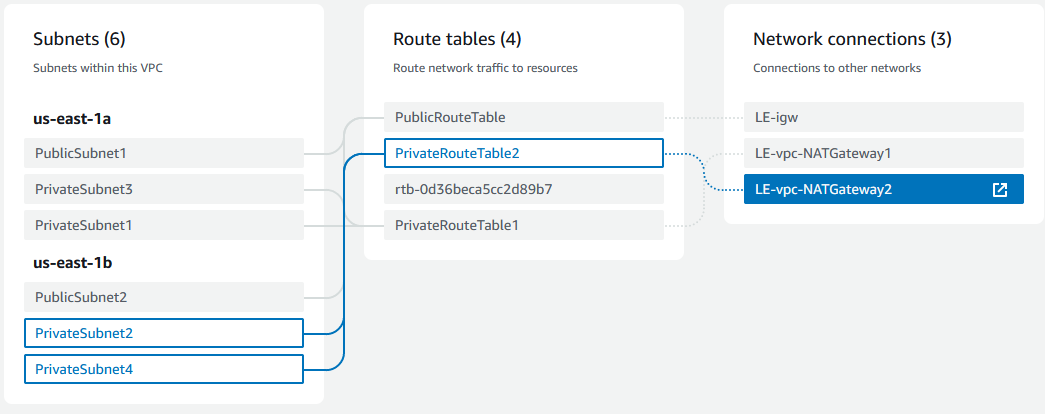 Subnets (6)
Subnets within this VPC
us-east-1a
PublicSubnet1
PrivateSubnet3
PrivateSubnet1
us-east-1b
PublicSubnet2
PrivateSubnet2
PrivateSubnet4
Route tables (4)
Route network traffic to resources
PublicRouteTable
PrivateRouteTable2
rtb-0d36beca5cc2d89b7
PrivateRouteTable1
Network connections (3)
Connections to other networks
LE-igw
LE-vpc-NATGateway1
LE-vpc-NATGateway2